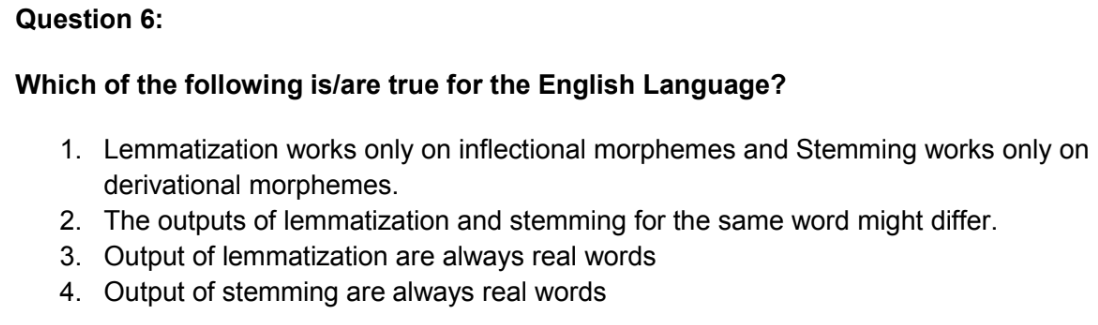 Question 6:
Which of the following is/are true for the English Language?
1. Lemmatization works only on inflectional morphemes and Stemming works only on
derivational morphemes.
2. The outputs of lemmatization and stemming for the same word might differ.
3. Output of lemmatization are always real words
4. Output of stemming are always real words